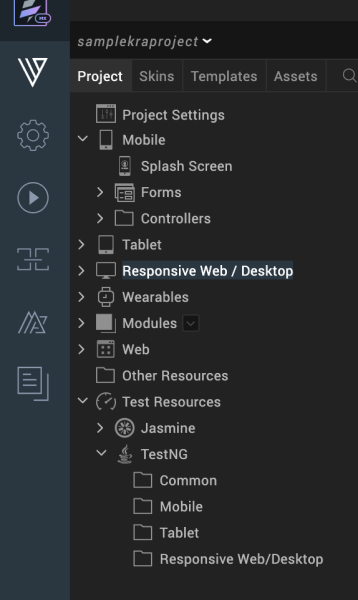 samplekraproject
Project Skins Templates Assets
Project Settings
Mobile
Splash Screen
Forms
Controllers
Tablet
Responsive Web / Desktop
Wearables
Modules
Web
Other Resources
Test Resources
Jasmine
TestNG
Common
Mobile
Tablet
Responsive Web/Desktop